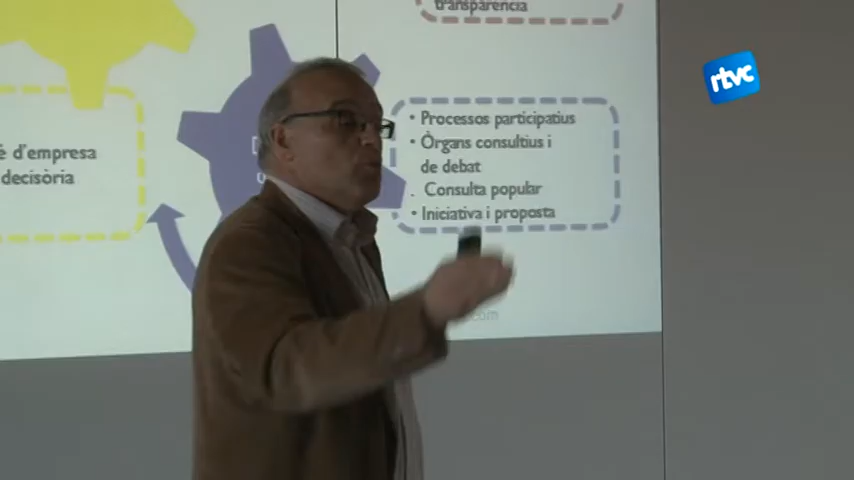 transparència
rtvc
• Processos participatius
• Òrgans consultius i
de debat
. Consulta popular
• Iniciativa i proposta
d'empresa
decisòria